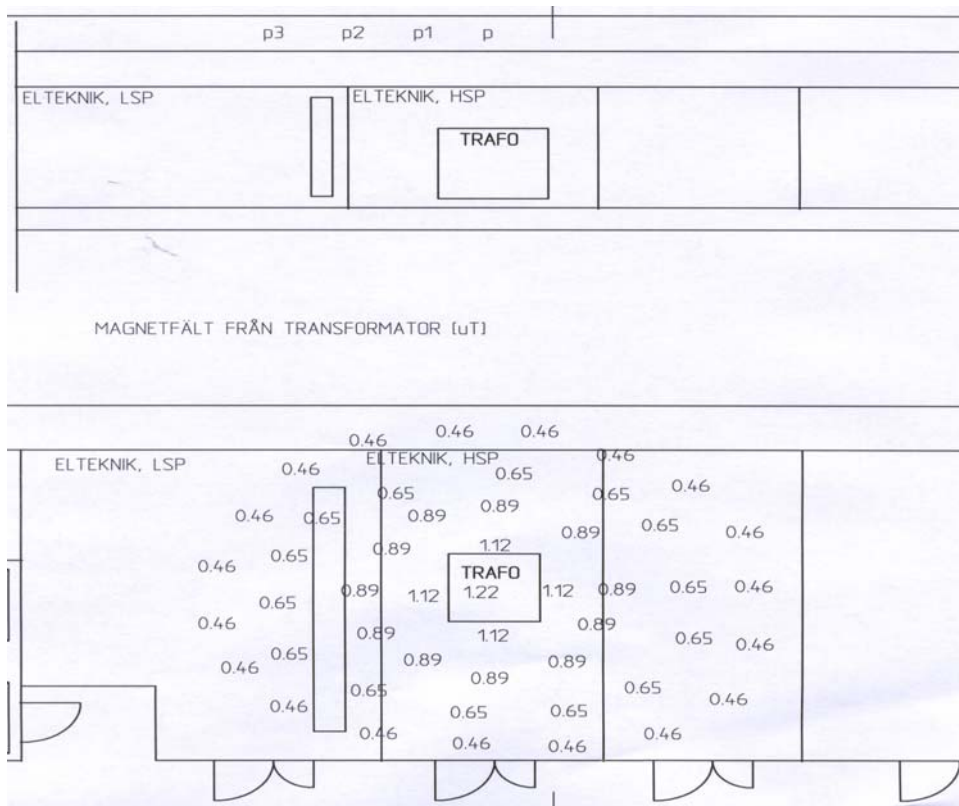 p3 p2 p1 p
ELTEKNIK, LSP ELTEKNIK, HSP
TRAFO
MAGNETFÄLT FRÅN TRANSFORMATOR [uT]
0.46 0.46 0.46
ELTEKNIK, LSP ELTEKNIK, HSP 0.46
0.46 0.65
0.65 0.65 0.46
0.46 0.65 0.89 0.89
0.65 0.89 0.46
0.65 0.89 1.12
0.46 TRAFO
0.89 1.12 1.22 1.12 0.89 0.65 0.46
0.65
0.46 0.89 1.12 0.89
0.65 0.46
0.65 0.89 0.89
0.46 0.89
0.65 0.65 0.46
0.46 0.65 0.65
0.46 0.46 0.46 0.46